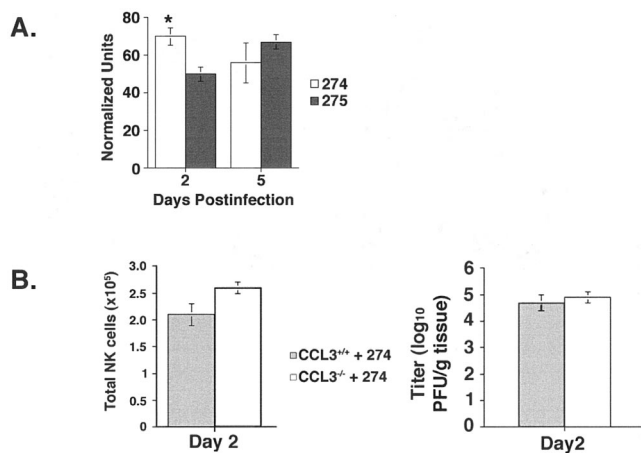 A.
Normalized Units
80
60
40
20
0
*
2
5
Days Postinfection
274
275
B.
Total NK cells (x10⁵)
3.0
2.5
2.0
1.5
1.0
0.5
0
Day 2
CCL3⁺/⁺ + 274
CCL3⁻/⁻ + 274
Titer (log₁₀
PFU/g tissue)
6
5
4
3
2
1
0
Day2